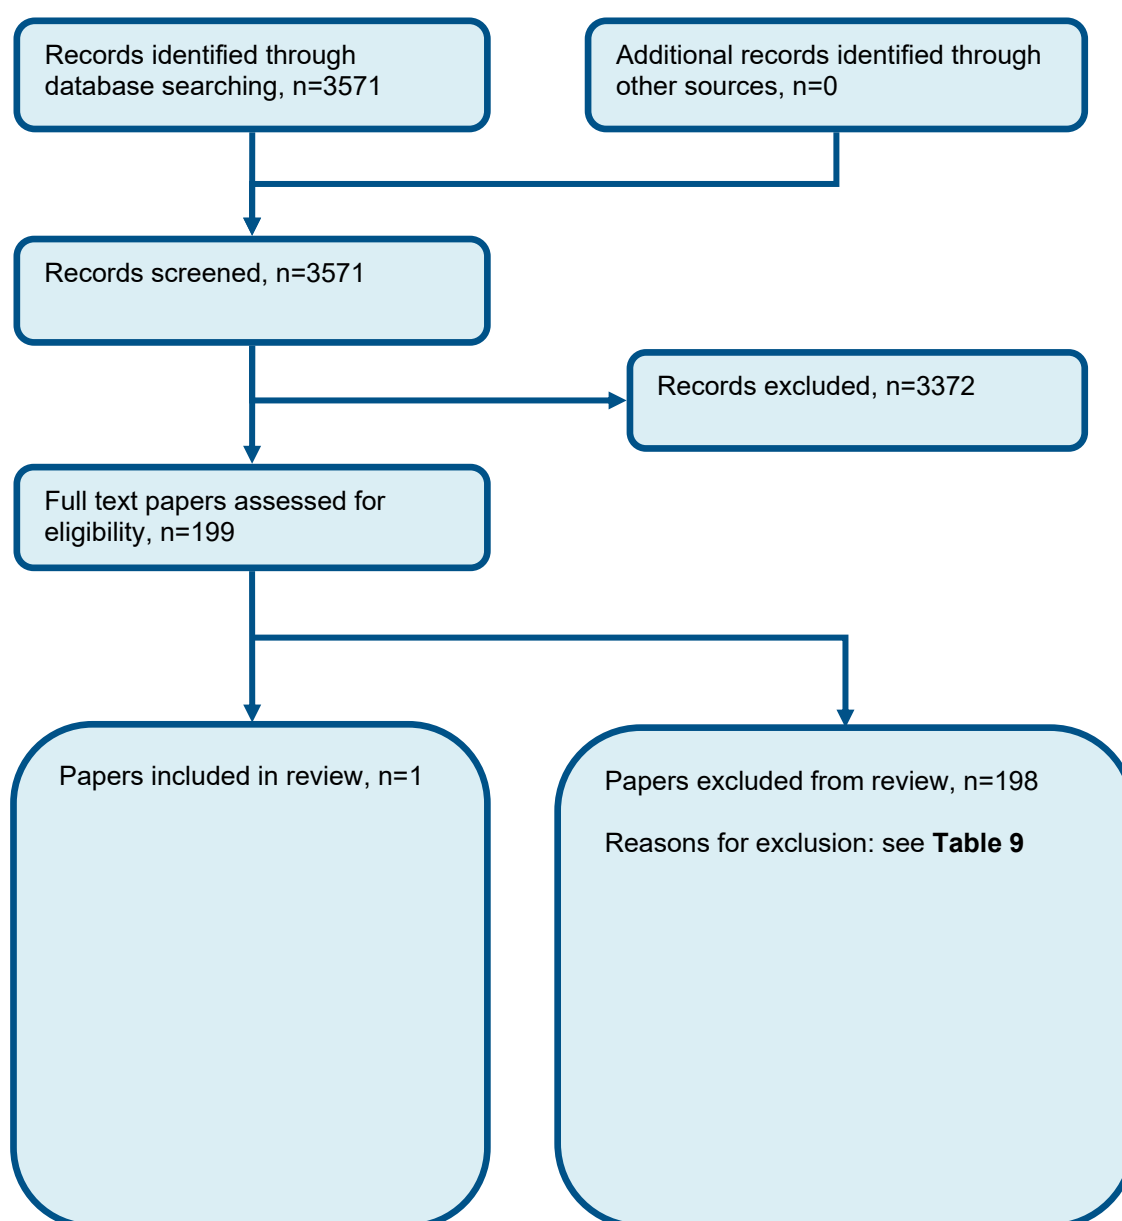 Records identified through
database searching, n=3571
Additional records identified through
other sources, n=0
Records screened, n=3571
Records excluded, n=3372
Full text papers assessed for
eligibility, n=199
Papers included in review, n=1
Papers excluded from review, n=198
Reasons for exclusion: see Table 9